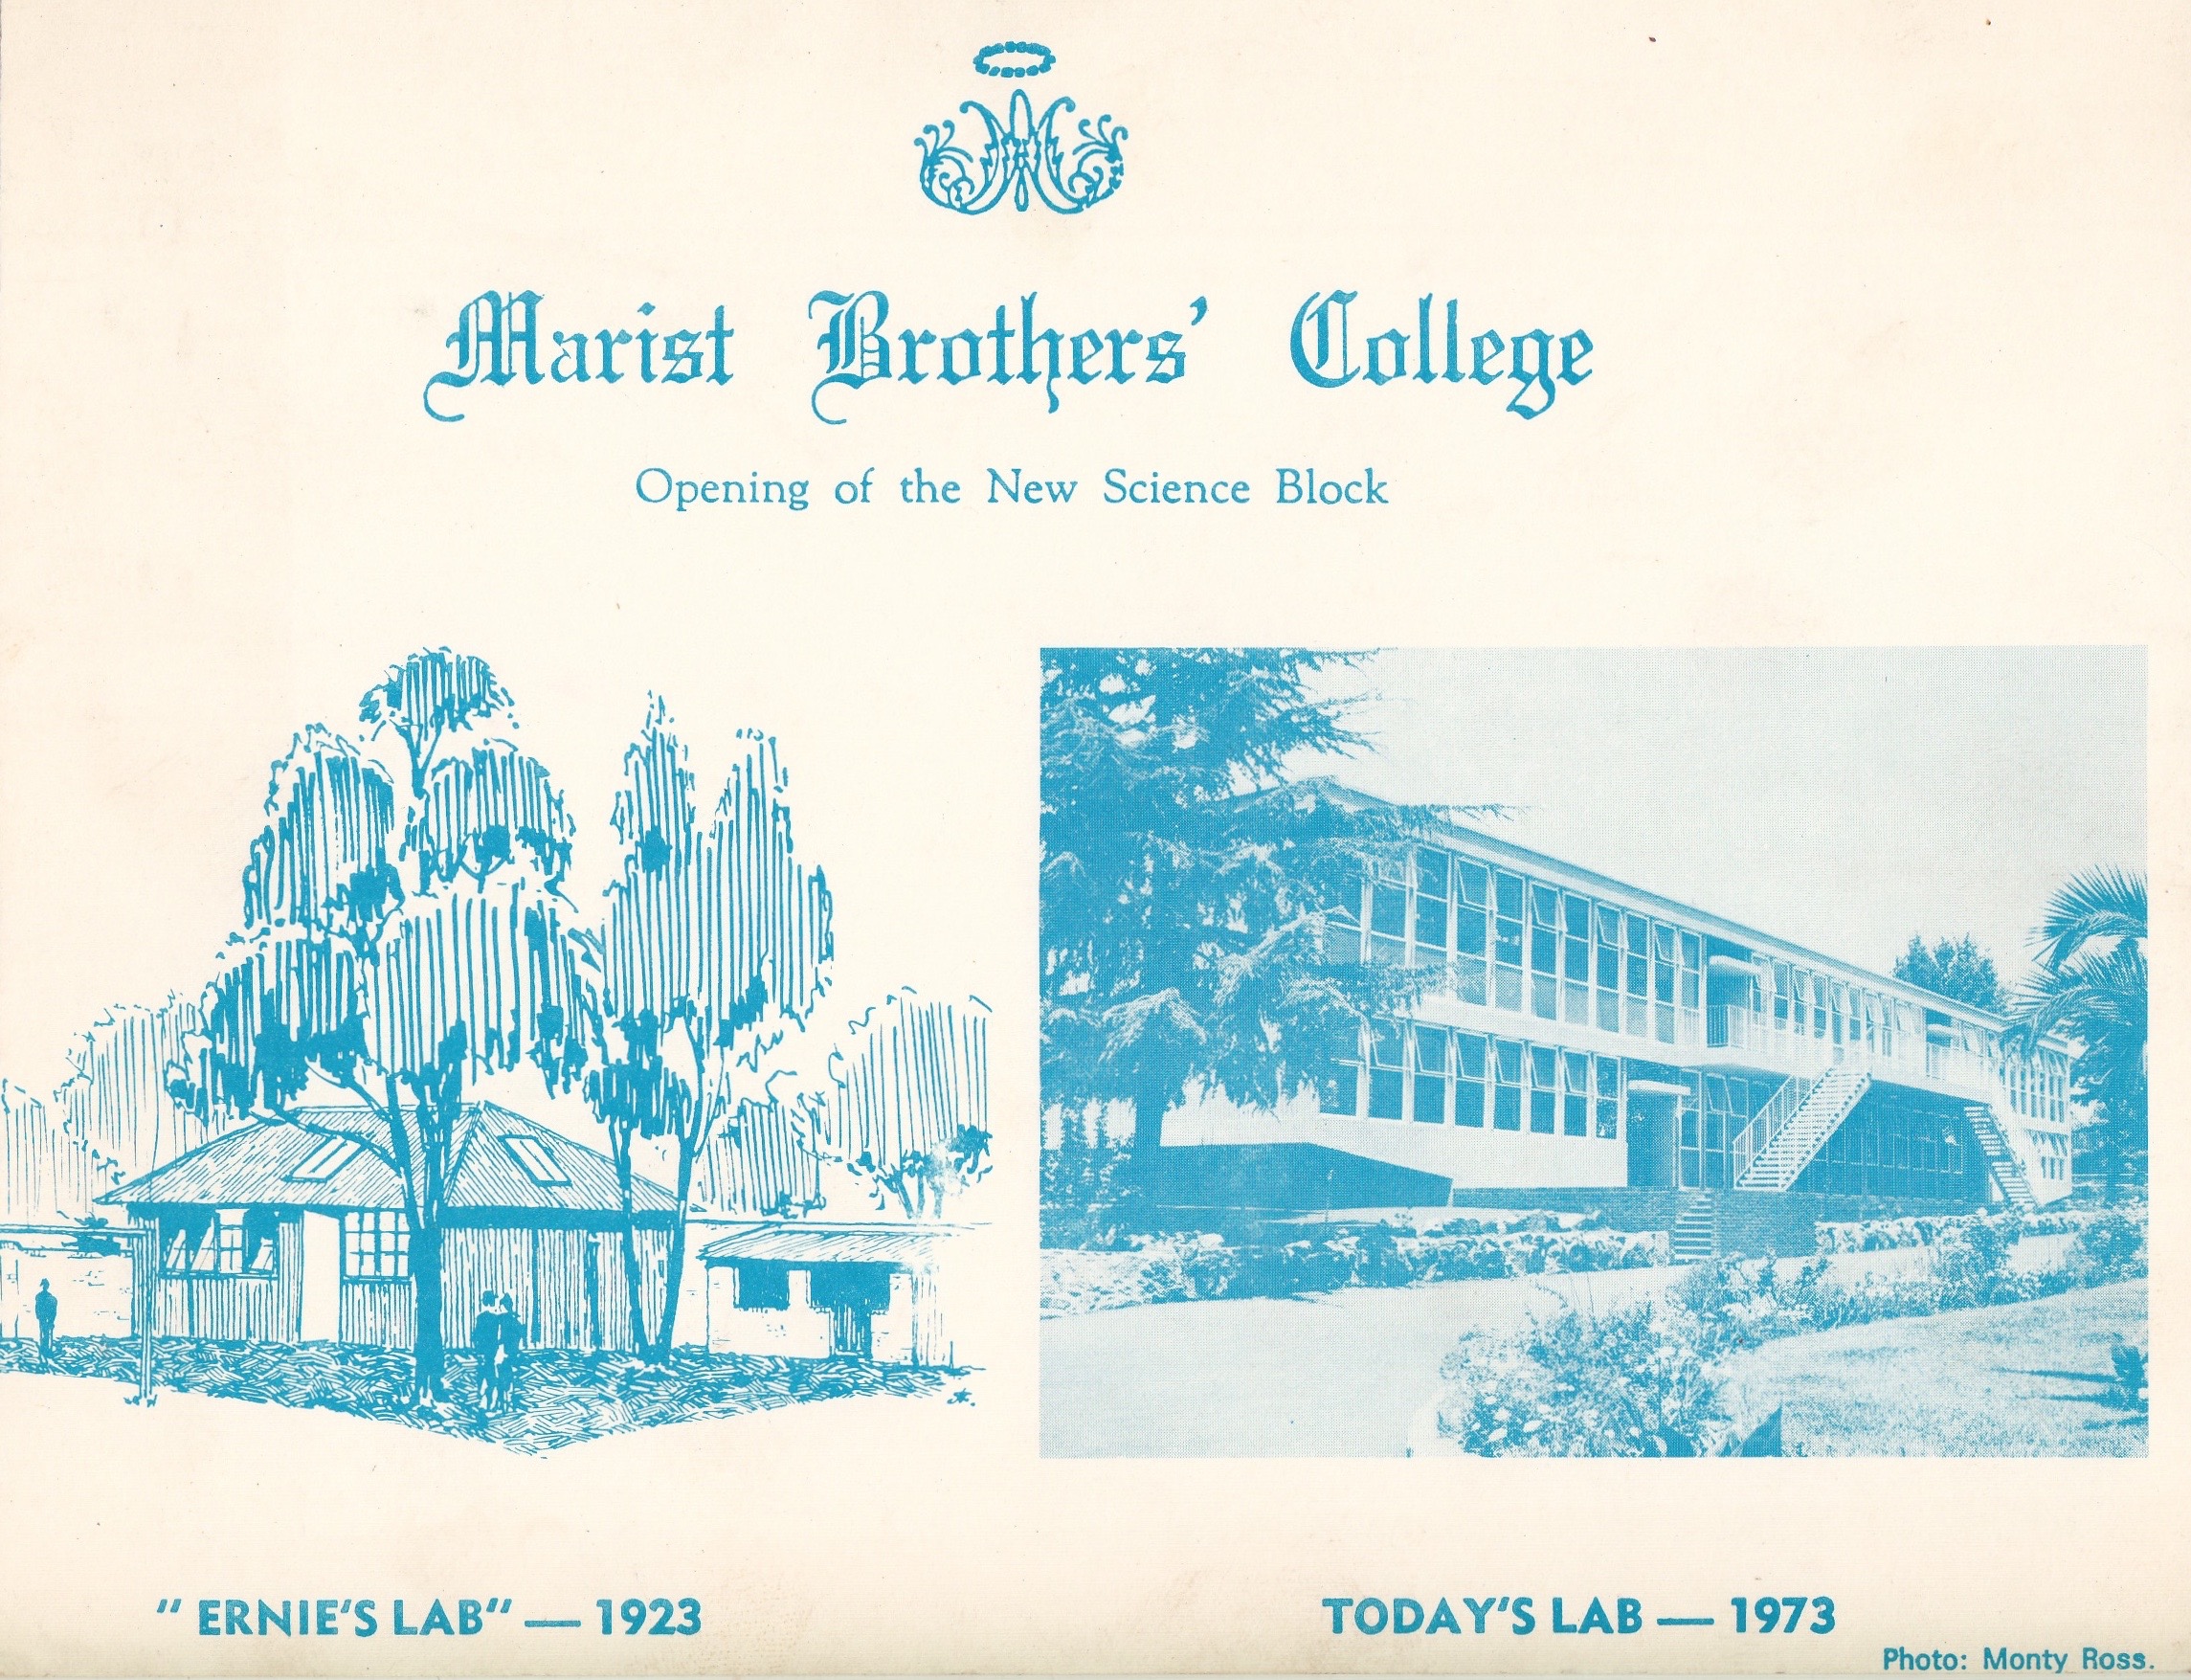 Marist Brothers' College
Opening of the New Science Block
"ERNIE'S LAB" — 1923
TODAY'S LAB — 1973
Photo: Monty Ross.